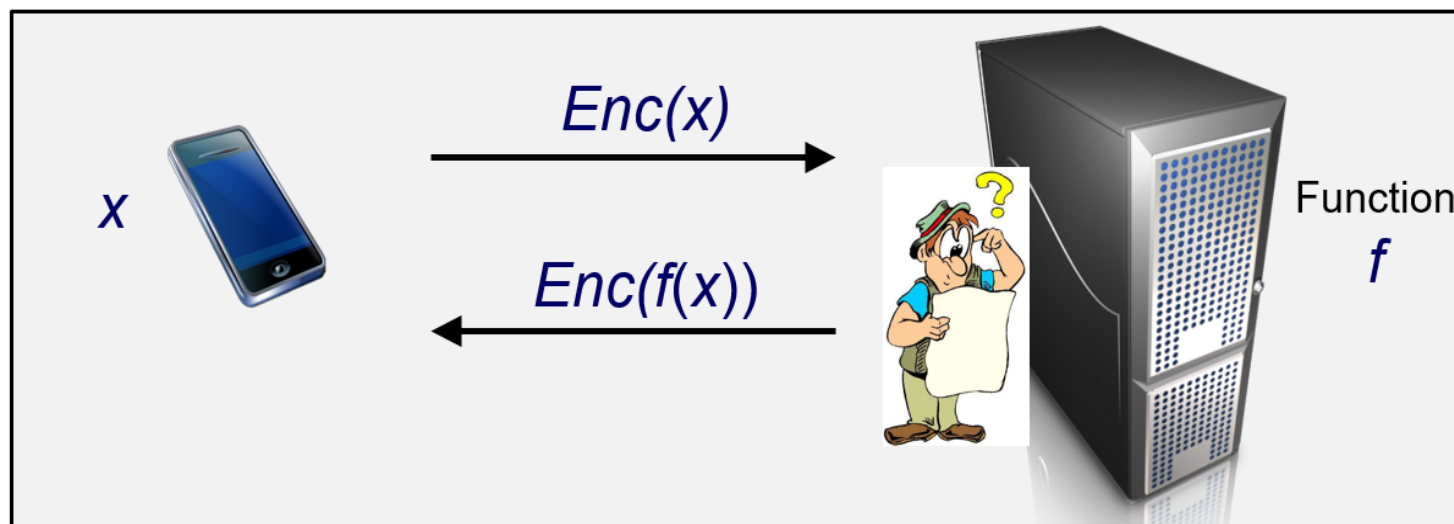 Enc(x)
x
?
Function
f
Enc(f(x))